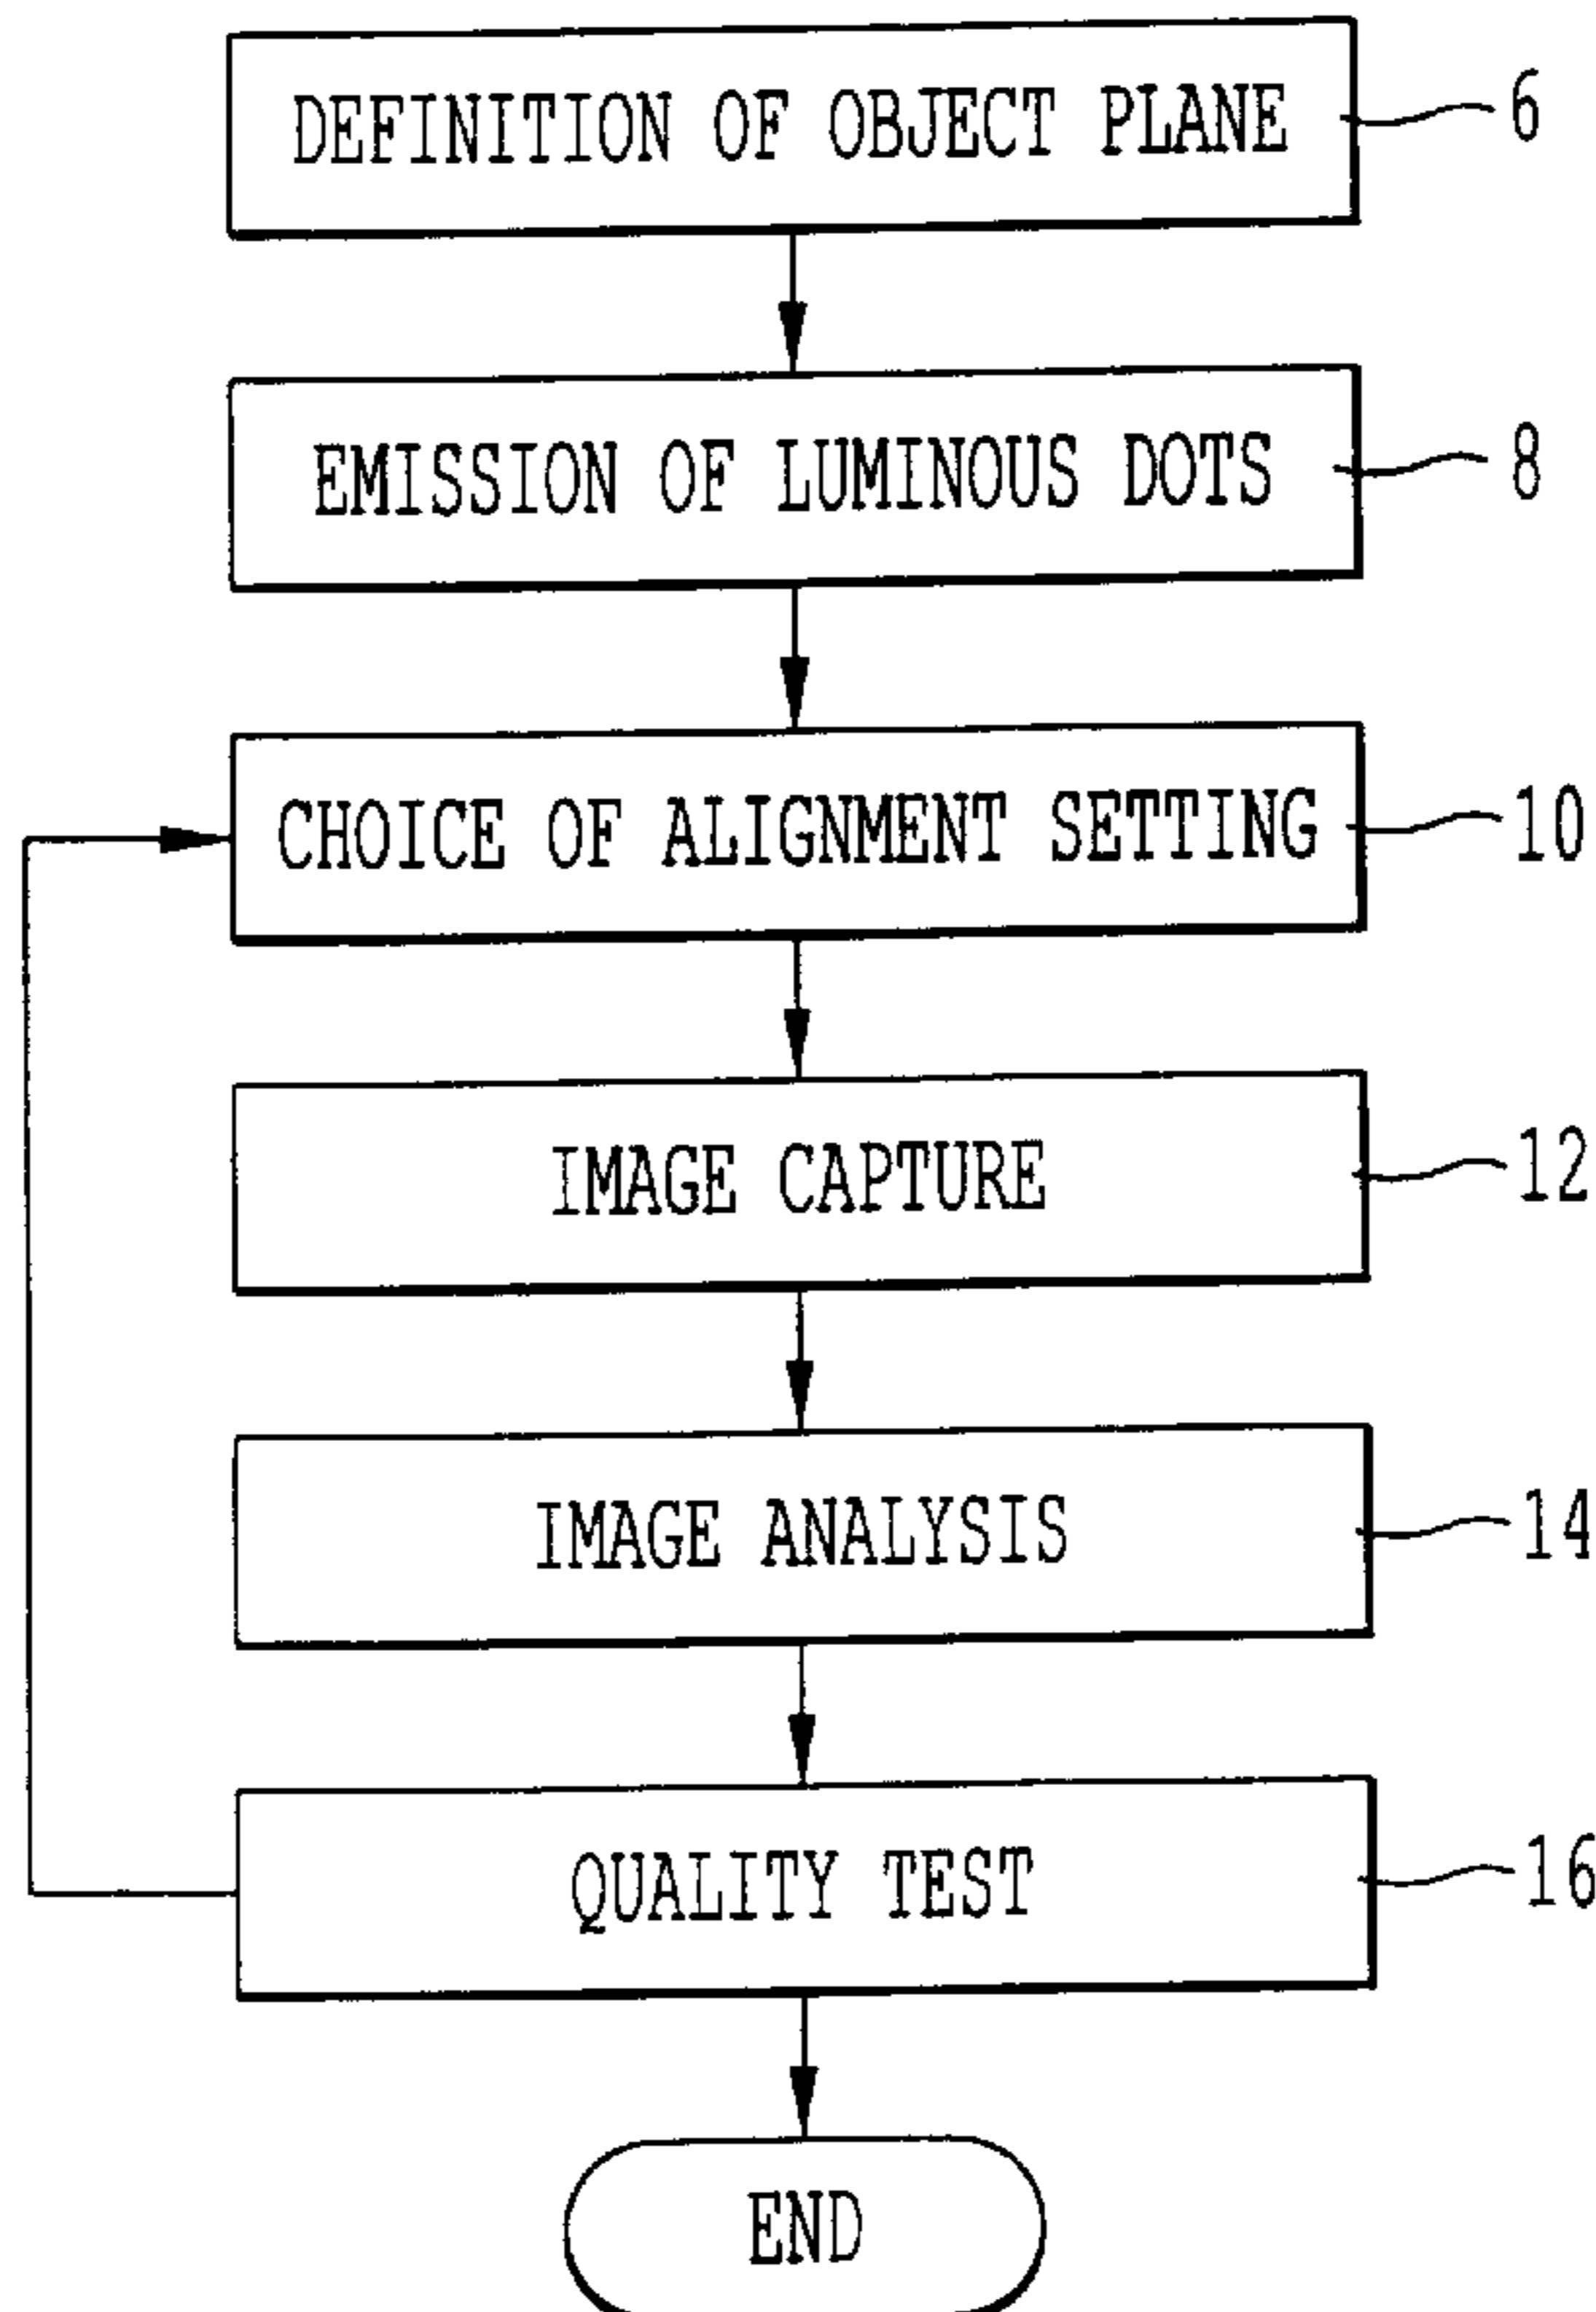 DEFINITION OF OBJECT PLANE 6
EMISSION OF LUMINOUS DOTS 8
CHOICE OF ALIGNMENT SETTING 10
IMAGE CAPTURE 12
IMAGE ANALYSIS 14
QUALITY TEST 16
END